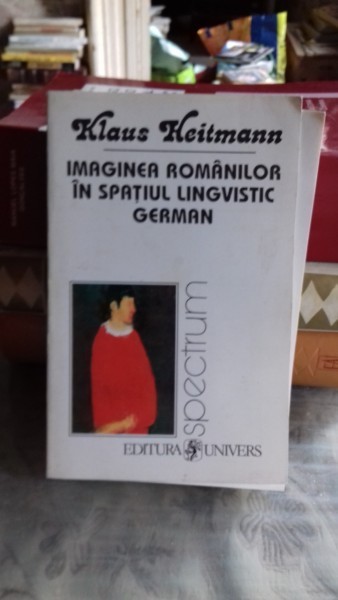 Klaus Heitmann
IMAGINEA ROMÂNILOR
ÎN SPAȚIUL LINGVISTIC
GERMAN
spectrum
EDITURA UNIVERS